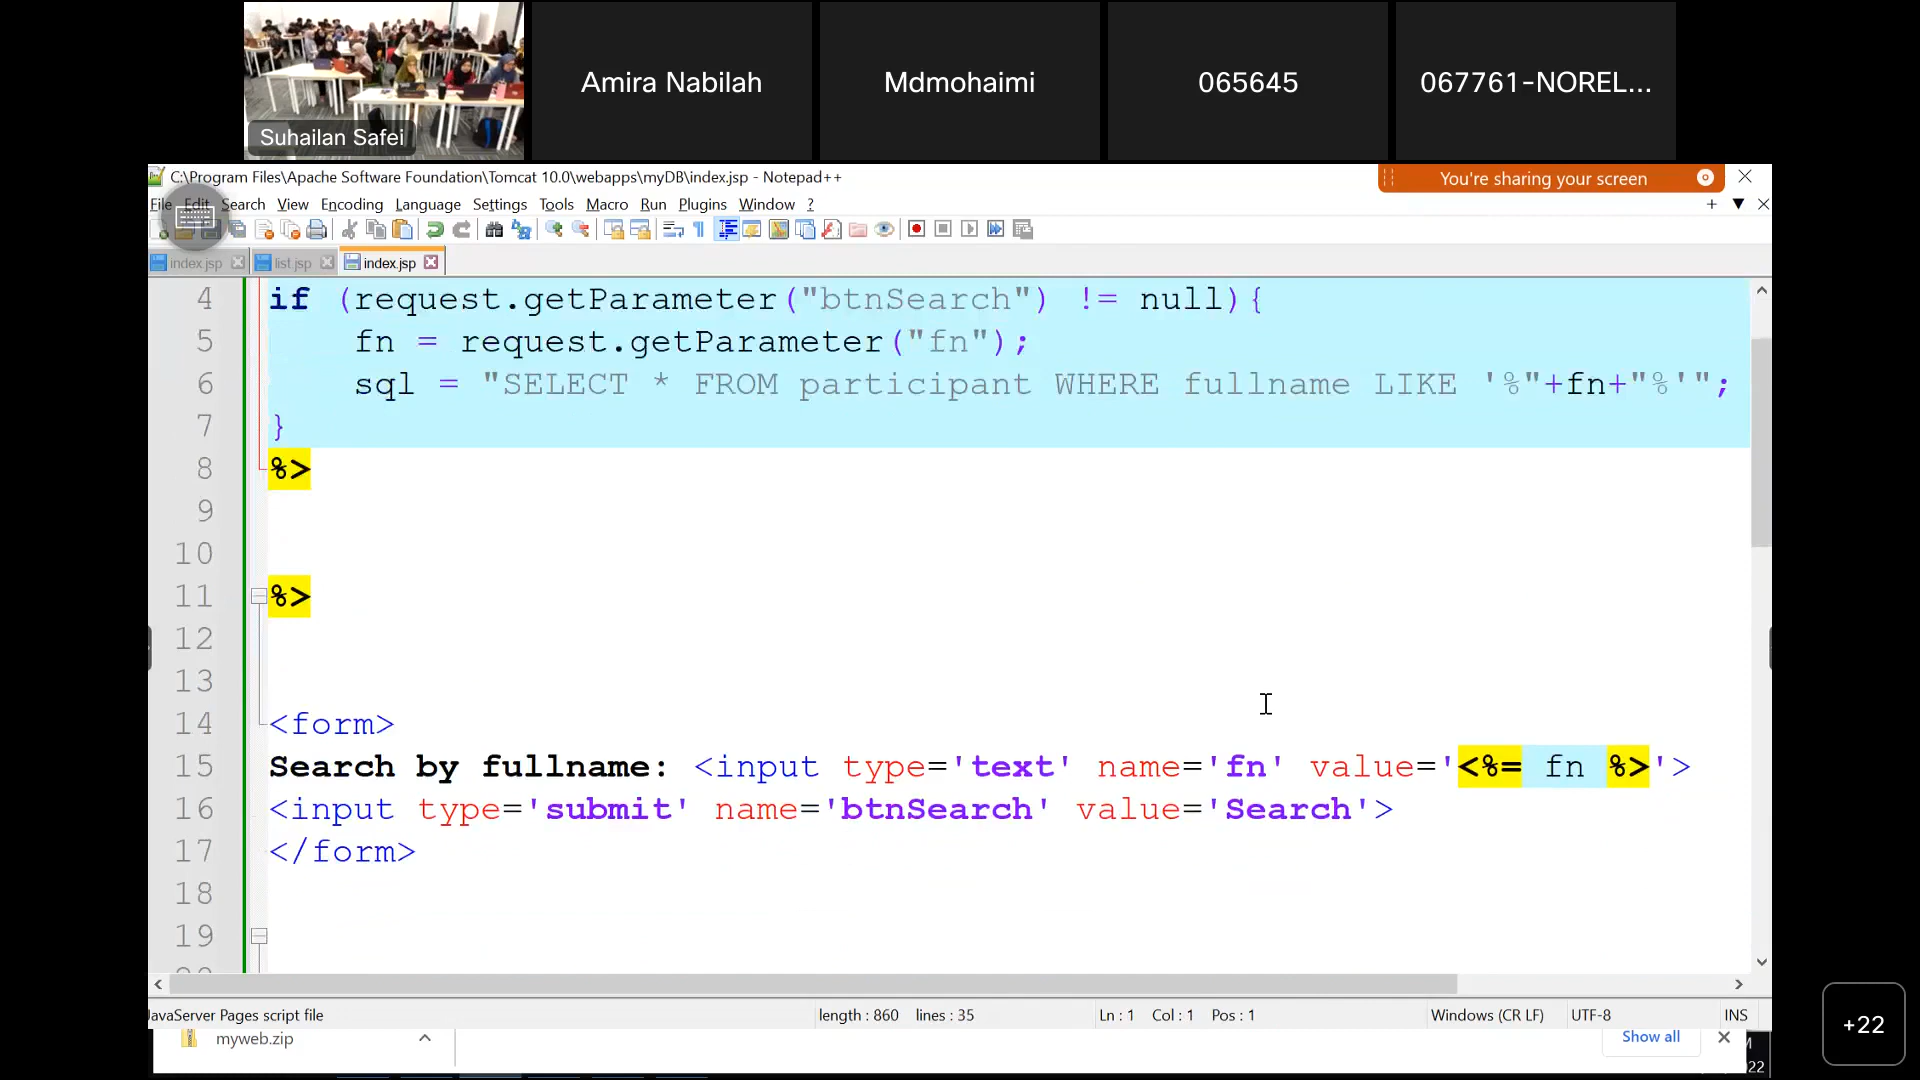 Suhailan Safei
Amira Nabilah
Mdmohaimi
065645
067761-NOREL...
C:\Program Files\Apache Software Foundation\Tomcat 10.0\webapps\myDB\index.jsp - Notepad++
You're sharing your screen
File Edit Search View Encoding Language Settings Tools Macro Run Plugins Window ?
index.jsp list.jsp index.jsp
4 if (request.getParameter("btnSearch") != null){
5 fn = request.getParameter("fn");
6 sql = "SELECT * FROM participant WHERE fullname LIKE '%"+fn+"%'";
7 }
8 %>
9
10
11 %>
12
13
14 <form>
15 Search by fullname: <input type='text' name='fn' value='<%= fn %>'>
16 <input type='submit' name='btnSearch' value='Search'>
17 </form>
18
19
JavaServer Pages script file length : 860 lines : 35 Ln : 1 Col : 1 Pos : 1 Windows (CR LF) UTF-8 INS
myweb.zip
Show all
+22